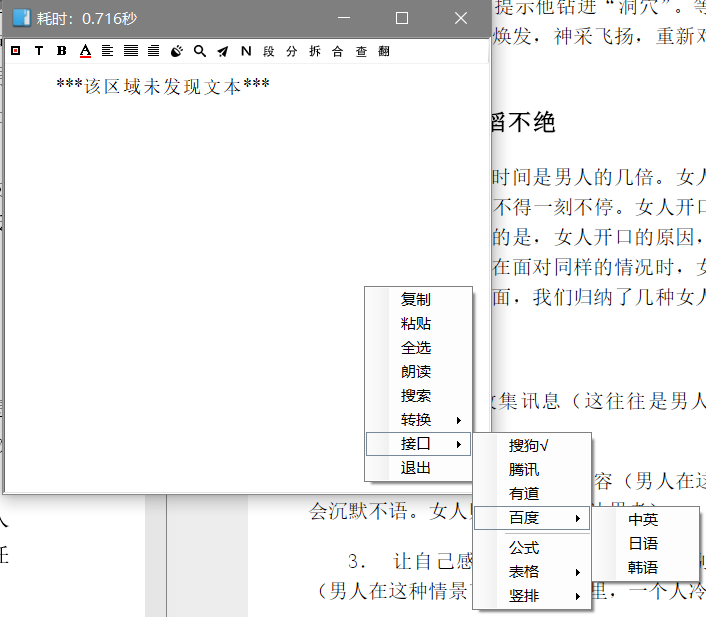 耗时：0.716秒
T B A N 段 分 拆 合 查 翻
***该区域未发现文本***
复制
粘贴
全选
朗读
搜索
转换
接口
退出
搜狗√
腾讯
有道
百度
公式
表格
竖排
中英
日语
韩语
提示他钻进“洞穴”。等
焕发，神采飞扬，重新对
滔不绝
时间是男人的几倍。女人
不得一刻不停。女人开口
的是，女人开口的原因，
在面对同样的情况时，女
面，我们归纳了几种女人
收集讯息（这往往是男人
容（男人在这
会沉默不语。女人
3． 让自己感
（男人在这种情景
里，一个人冷
人
任